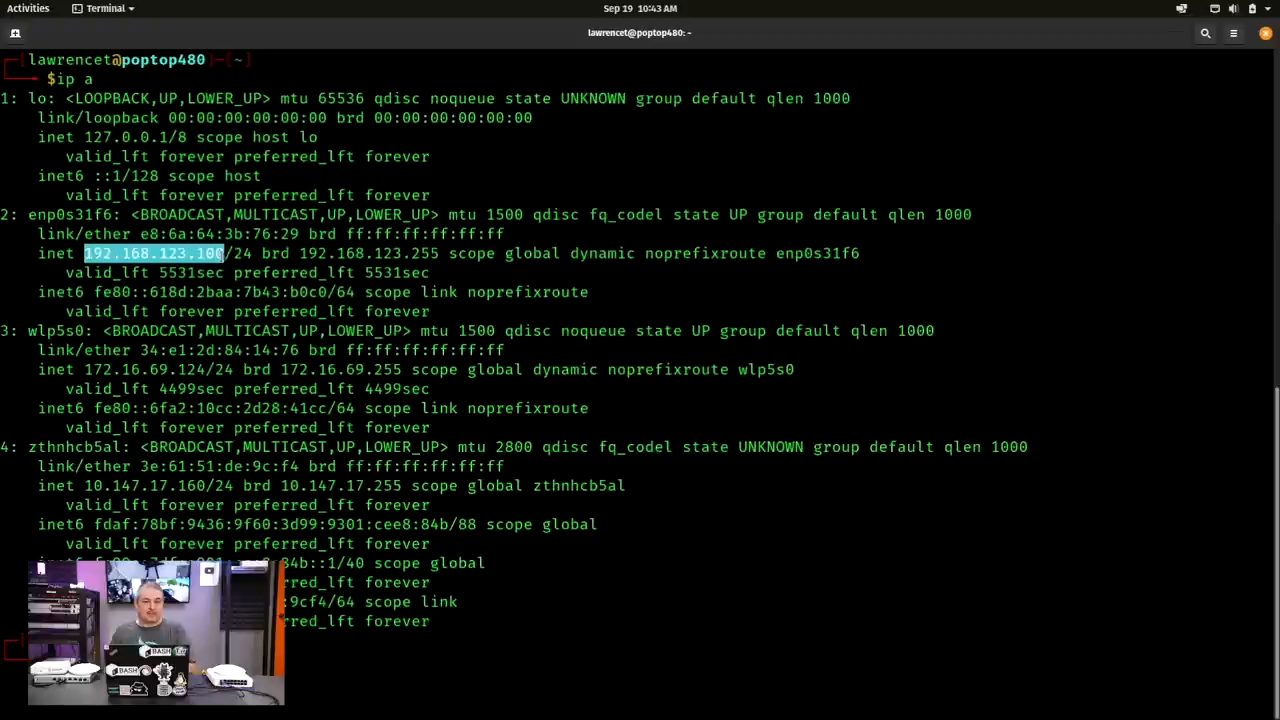 Activities
Terminal
Sep 19 10:43 AM
lawrencet@poptop480: ~
[lawrencet@poptop480]-[~]
$ip a
1: lo: <LOOPBACK,UP,LOWER_UP> mtu 65536 qdisc noqueue state UNKNOWN group default qlen 1000
link/loopback 00:00:00:00:00:00 brd 00:00:00:00:00:00
inet 127.0.0.1/8 scope host lo
valid_lft forever preferred_lft forever
inet6 ::1/128 scope host
valid_lft forever preferred_lft forever
2: enp0s31f6: <BROADCAST,MULTICAST,UP,LOWER_UP> mtu 1500 qdisc fq_codel state UP group default qlen 1000
link/ether e8:6a:64:3b:76:29 brd ff:ff:ff:ff:ff:ff
inet 192.168.123.100/24 brd 192.168.123.255 scope global dynamic noprefixroute enp0s31f6
valid_lft 5531sec preferred_lft 5531sec
inet6 fe80::618d:2baa:7b43:b0c0/64 scope link noprefixroute
valid_lft forever preferred_lft forever
3: wlp5s0: <BROADCAST,MULTICAST,UP,LOWER_UP> mtu 1500 qdisc noqueue state UP group default qlen 1000
link/ether 34:e1:2d:84:14:76 brd ff:ff:ff:ff:ff:ff
inet 172.16.69.124/24 brd 172.16.69.255 scope global dynamic noprefixroute wlp5s0
valid_lft 4499sec preferred_lft 4499sec
inet6 fe80::6fa2:10cc:2d28:41cc/64 scope link noprefixroute
valid_lft forever preferred_lft forever
4: zthnhcb5al: <BROADCAST,MULTICAST,UP,LOWER_UP> mtu 2800 qdisc fq_codel state UNKNOWN group default qlen 1000
link/ether 3e:61:51:de:9c:f4 brd ff:ff:ff:ff:ff:ff
inet 10.147.17.160/24 brd 10.147.17.255 scope global zthnhcb5al
valid_lft forever preferred_lft forever
inet6 fdaf:78bf:9436:9f60:3d99:9301:cee8:84b/88 scope global
valid_lft forever preferred_lft forever
84b::1/40 scope global
rred_lft forever
:9cf4/64 scope link
rred_lft forever
BASH
BASH